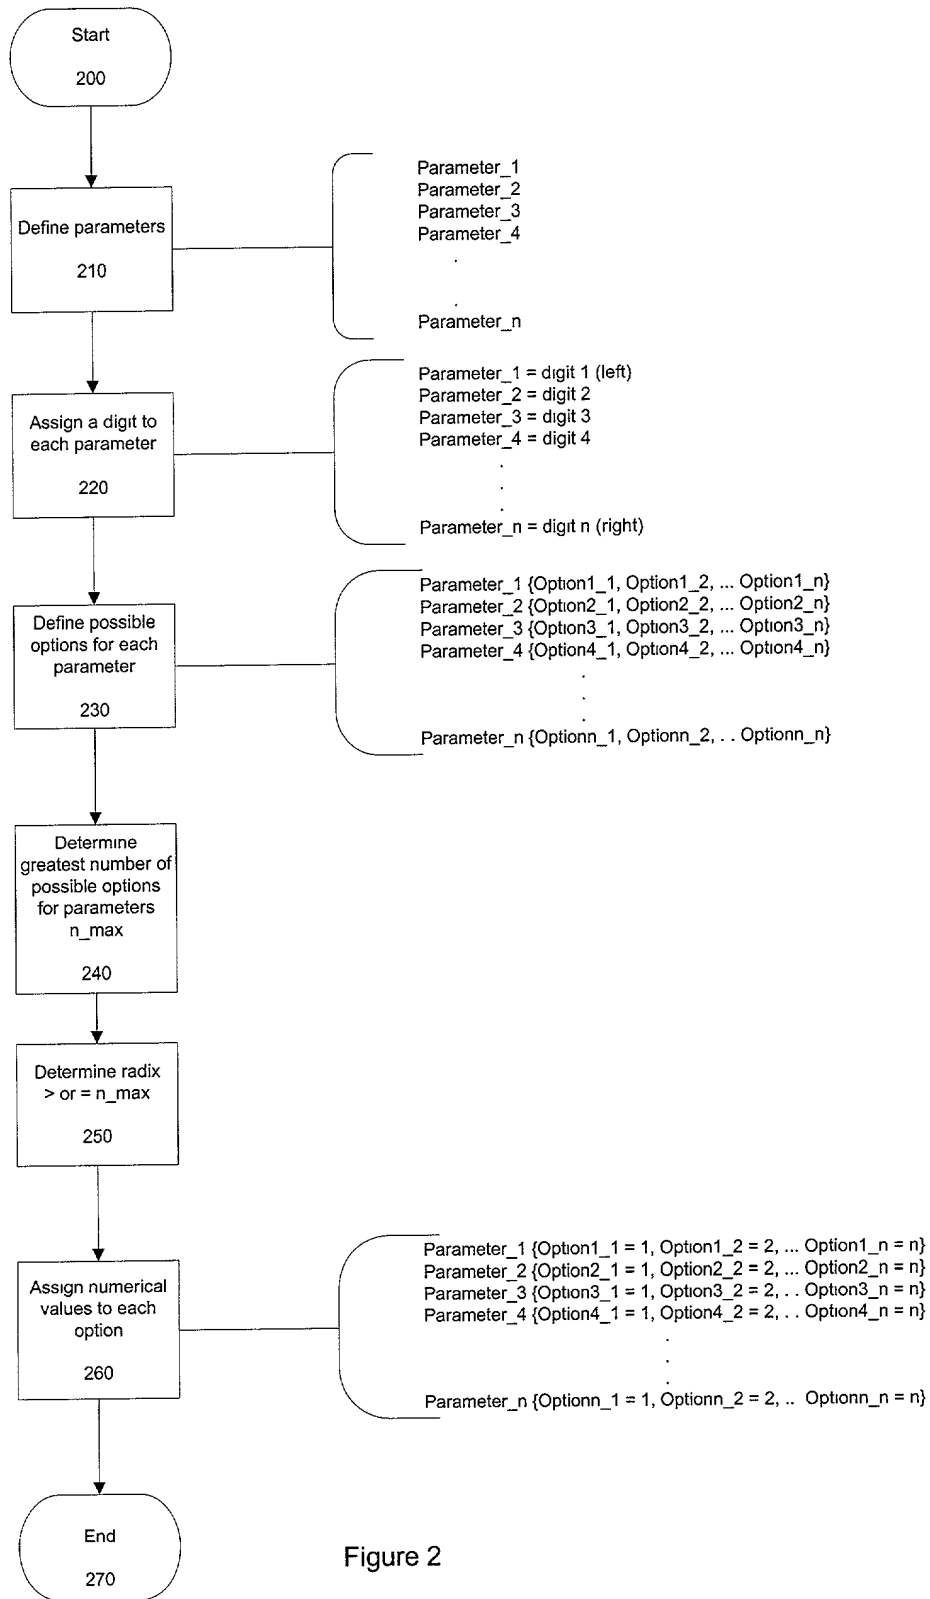 Start
200
Define parameters
210
Parameter_1
Parameter_2
Parameter_3
Parameter_4
.
.
Parameter_n
Assign a digit to
each parameter
220
Parameter_1 = digit 1 (left)
Parameter_2 = digit 2
Parameter_3 = digit 3
Parameter_4 = digit 4
.
.
.
Parameter_n = digit n (right)
Define possible
options for each
parameter
230
Parameter_1 {Option1_1, Option1_2, ... Option1_n}
Parameter_2 {Option2_1, Option2_2, ... Option2_n}
Parameter_3 {Option3_1, Option3_2, ... Option3_n}
Parameter_4 {Option4_1, Option4_2, ... Option4_n}
.
.
.
Parameter_n {Optionn_1, Optionn_2, . . Optionn_n}
Determine
greatest number of
possible options
for parameters
n_max
240
Determine radix
> or = n_max
250
Assign numerical
values to each
option
260
Parameter_1 {Option1_1 = 1, Option1_2 = 2, ... Option1_n = n}
Parameter_2 {Option2_1 = 1, Option2_2 = 2, ... Option2_n = n}
Parameter_3 {Option3_1 = 1, Option3_2 = 2, . . Option3_n = n}
Parameter_4 {Option4_1 = 1, Option4_2 = 2, . . Option4_n = n}
.
.
.
Parameter_n {Optionn_1 = 1, Optionn_2 = 2, .. Optionn_n = n}
End
270
Figure 2